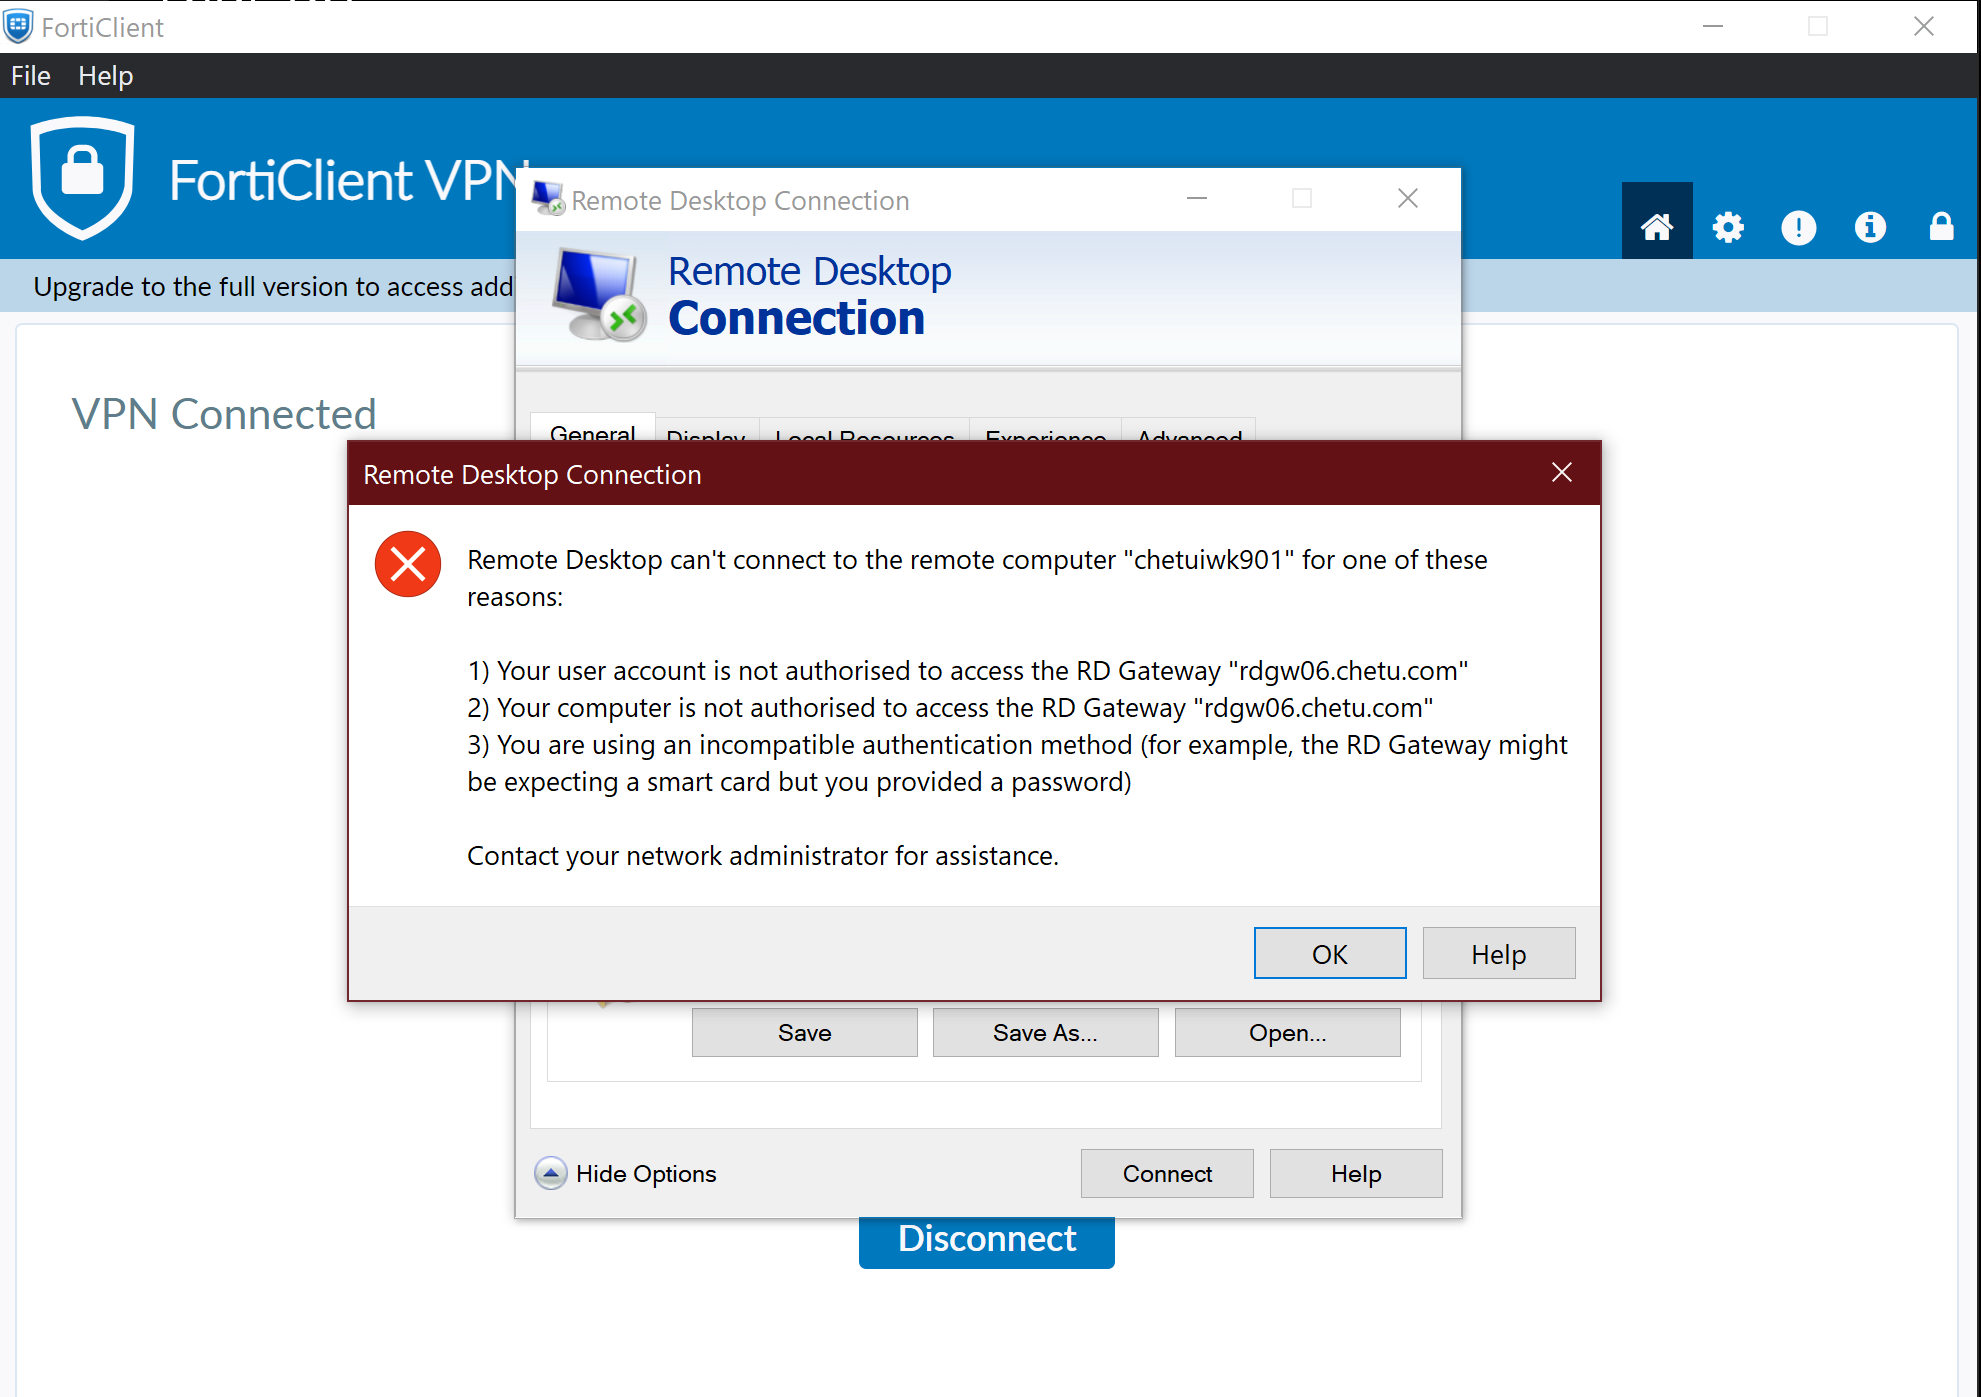 FortiClient
File Help
FortiClient VPN
Upgrade to the full version to access add
VPN Connected
Remote Desktop Connection
Remote Desktop
Connection
General Display Local Resources Experience Advanced
Remote Desktop Connection
Remote Desktop can't connect to the remote computer "chetuiwk901" for one of these
reasons:
1) Your user account is not authorised to access the RD Gateway "rdgw06.chetu.com"
2) Your computer is not authorised to access the RD Gateway "rdgw06.chetu.com"
3) You are using an incompatible authentication method (for example, the RD Gateway might
be expecting a smart card but you provided a password)
Contact your network administrator for assistance.
OK Help
Save Save As... Open...
Hide Options Connect Help
Disconnect